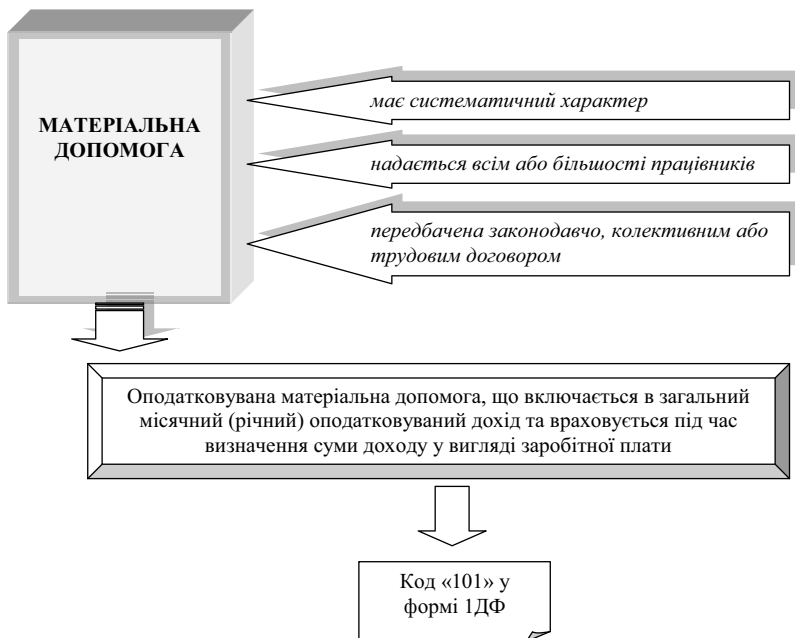 МАТЕРІАЛЬНА
ДОПОМОГА
має систематичний характер
надається всім або більшості працівників
передбачена законодавчо, колективним або
трудовим договором
Оподатковувана матеріальна допомога, що включається в загальний
місячний (річний) оподатковуваний дохід та враховується під час
визначення суми доходу у вигляді заробітної плати
Код «101» у
формі 1ДФ